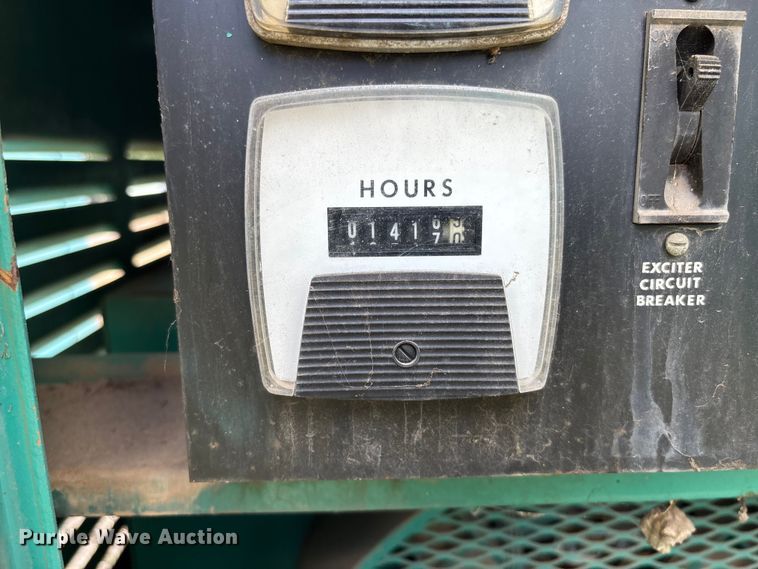 HOURS
0141
EXCITER
CIRCUIT
BREAKER
Purple Wave Auction